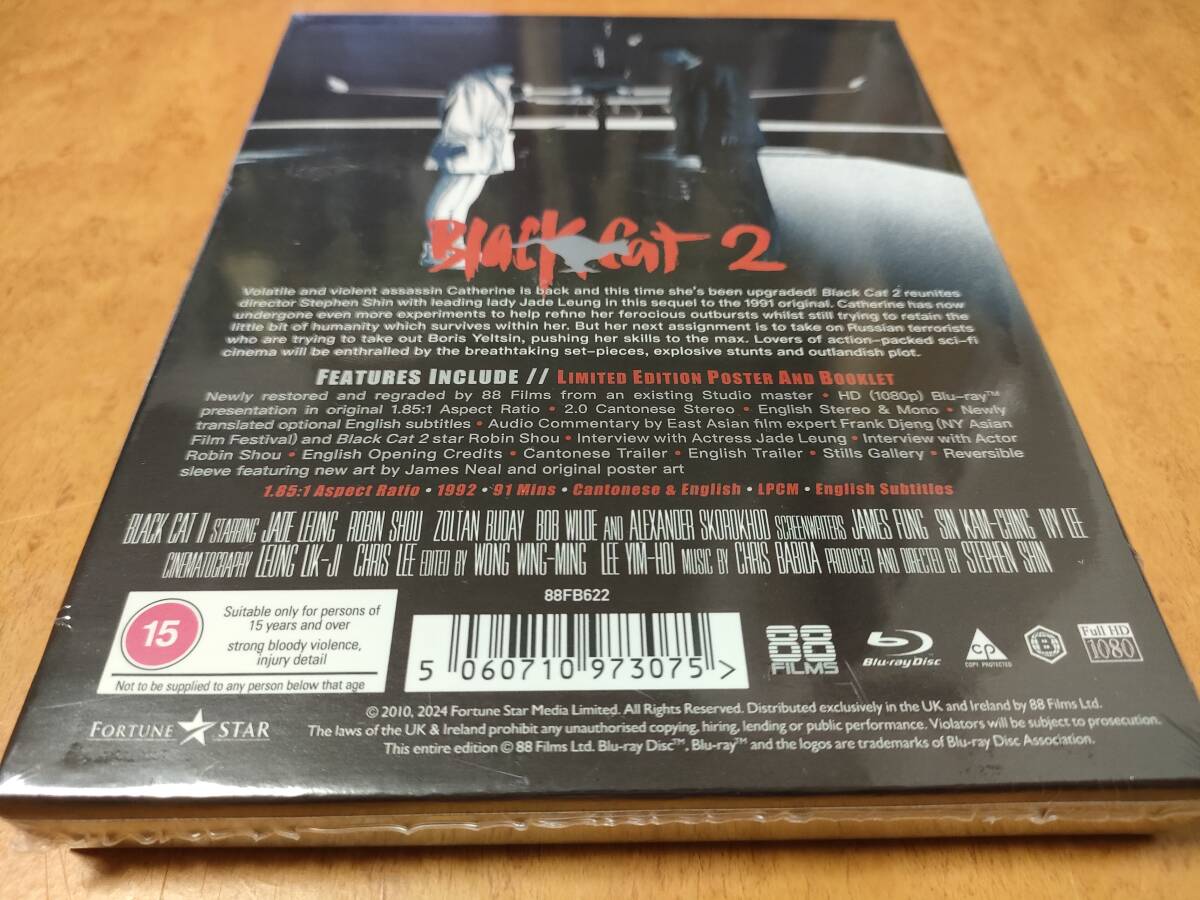 Black Cat 2
Volatile and violent assassin Catherine is back and this time she's been upgraded! Black Cat 2 reunites
director Stephen Shin with leading lady Jade Leung in this sequel to the 1991 original. Catherine has now
undergone even more experiments to help refine her ferocious outbursts whilst still trying to retain the
little bit of humanity which survives within her. But her next assignment is to take on Russian terrorists
who are trying to take out Boris Yeltsin, pushing her skills to the max. Lovers of action-packed sci-fi
cinema will be enthralled by the breathtaking set-pieces, explosive stunts and outlandish plot.
FEATURES INCLUDE // LIMITED EDITION POSTER AND BOOKLET
Newly restored and regraded by 88 Films from an existing Studio master • HD (1080p) Blu-ray™
presentation in original 1.85:1 Aspect Ratio • 2.0 Cantonese Stereo • English Stereo & Mono • Newly
translated optional English subtitles • Audio Commentary by East Asian film expert Frank Djeng (NY Asian
Film Festival) and Black Cat 2 star Robin Shou • Interview with Actress Jade Leung • Interview with Actor
Robin Shou • English Opening Credits • Cantonese Trailer • English Trailer • Stills Gallery • Reversible
sleeve featuring new art by James Neal and original poster art
1.85:1 Aspect Ratio • 1992 • 91 Mins • Cantonese & English • LPCM • English Subtitles
BLACK CAT II STARRING JADE LEUNG ROBIN SHOU ZOLTAN BUDAY BOB WILDE AND ALEXANDER SKOROKHOD SCREENWRITERS JAMES FUNG SIN KAM-CHING IVY LEE
CINEMATOGRAPHY LEUNG LIK-JI CHRIS LEE EDITED BY WONG WING-MING LEE YIM-HOI MUSIC BY CHRIS BABIDA PRODUCED AND DIRECTED BY STEPHEN SHIN
88FB622
15
Suitable only for persons of
15 years and over
strong bloody violence,
injury detail
Not to be supplied to any person below that age
5 060710 973075 >
88 FILMS
Blu-ray Disc
CP
COPY PROTECTED
B
Full HD
1080
FORTUNE STAR
© 2010, 2024 Fortune Star Media Limited. All Rights Reserved. Distributed exclusively in the UK and Ireland by 88 Films Ltd.
The laws of the UK & Ireland prohibit any unauthorised copying, hiring, lending or public performance. Violators will be subject to prosecution.
This entire edition © 88 Films Ltd. Blu-ray Disc™, Blu-ray™ and the logos are trademarks of Blu-ray Disc Association.